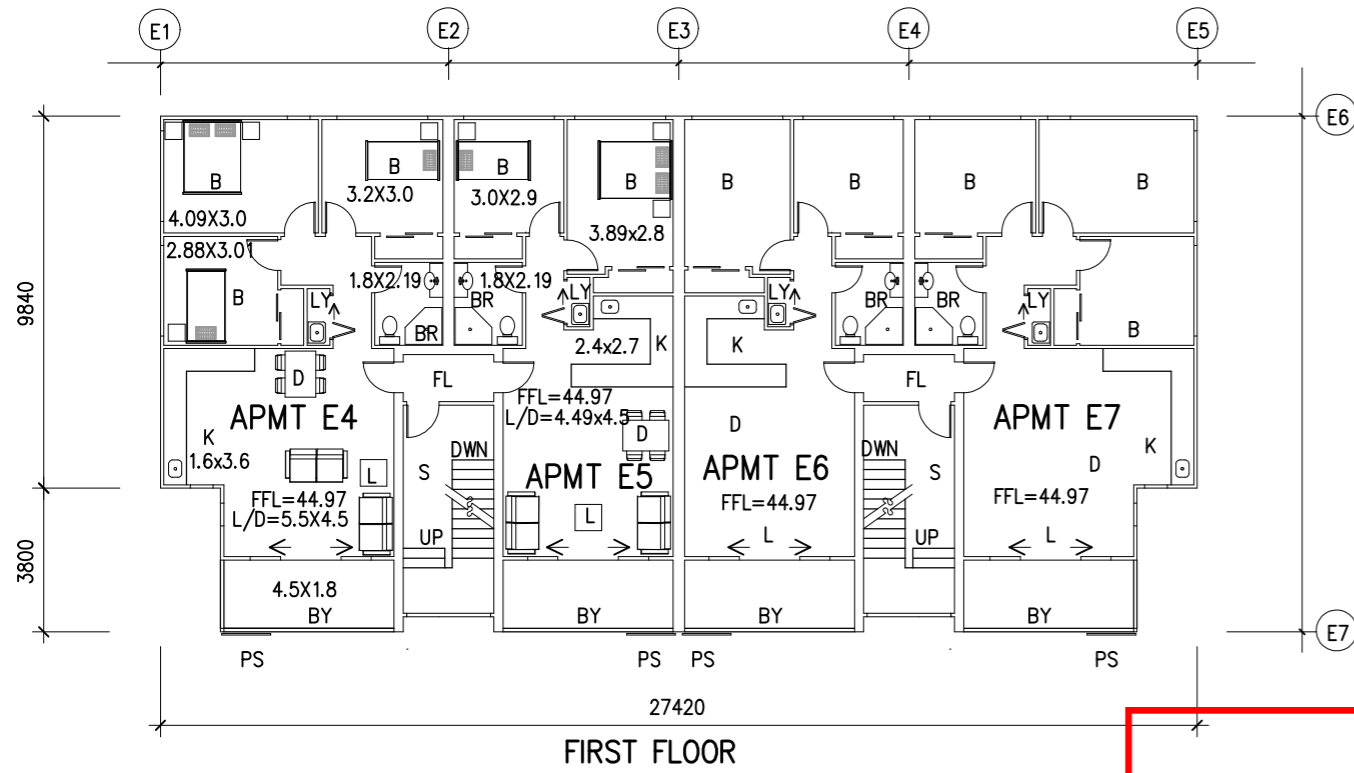 E1 E2 E3 E4 E5
E6
B B B B B B B B
4.09X3.0 3.2X3.0 3.0X2.9 3.89x2.8
2.88X3.01
1.8X2.19 1.8X2.19
B LY BR BR LY LY BR BR LY B
9840
2.4x2.7 K K
D FL FL
FFL=44.97
L/D=4.49x4.5
APMT E4 APMT E7
K D D K
1.6x3.6 DWN DWN D
L S APMT E5 APMT E6 S
FFL=44.97 FFL=44.97 FFL=44.97
L/D=5.5X4.5 L
UP L UP L
3800
4.5X1.8
BY BY BY BY
E7
PS PS PS PS
27420
FIRST FLOOR